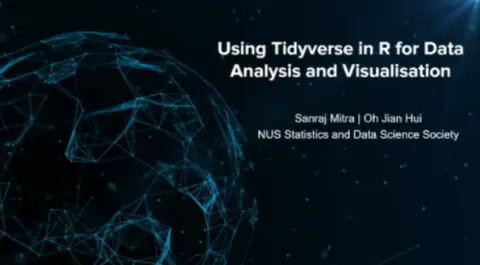 Using Tidyverse in R for Data
Analysis and Visualisation
Sanraj Mitra | Oh Jian Hui
NUS Statistics and Data Science Society